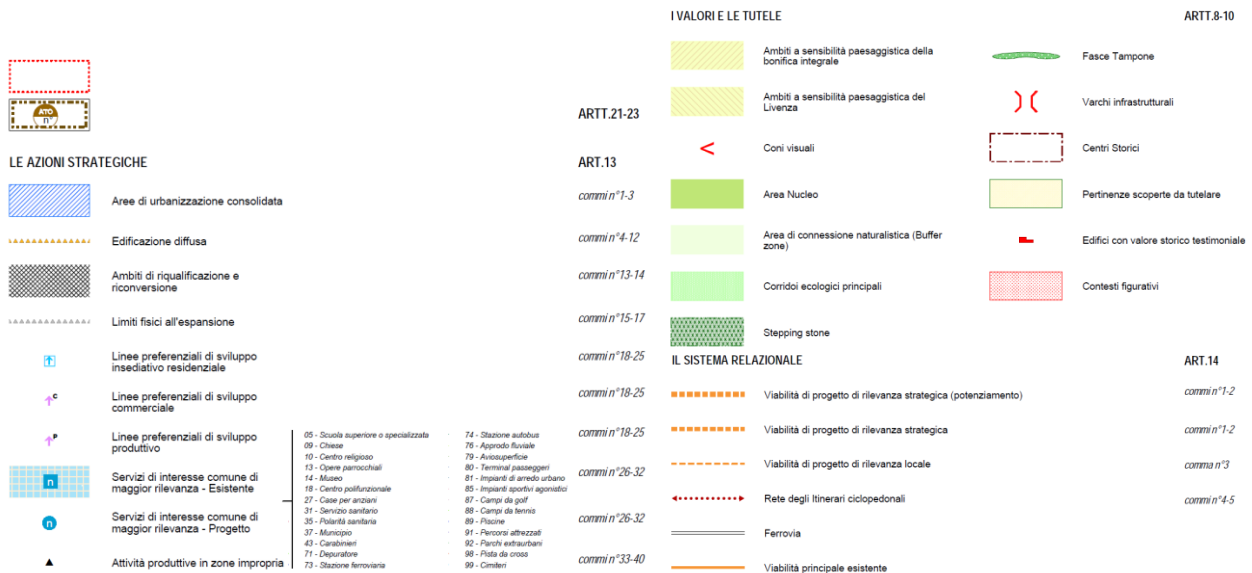 ATO
n°
ARTT.21-23
LE AZIONI STRATEGICHE
ART.13
Aree di urbanizzazione consolidata
commi n°1-3
Edificazione diffusa
commi n°4-12
Ambiti di riqualificazione e
riconversione
commi n°13-14
Limiti fisici all'espansione
commi n°15-17
Linee preferenziali di sviluppo
insediativo residenziale
commi n°18-25
C
Linee preferenziali di sviluppo
commerciale
commi n°18-25
P
Linee preferenziali di sviluppo
produttivo
commi n°18-25
n
Servizi di interesse comune di
maggior rilevanza - Esistente
commi n°26-32
n
Servizi di interesse comune di
maggior rilevanza - Progetto
commi n°26-32
Attività produttive in zone impropria
commi n°33-40
05 - Scuola superiore o specializzata
09 - Chiese
10 - Centro religioso
13 - Opere parrocchiali
14 - Museo
18 - Centro polifunzionale
27 - Case per anziani
31 - Servizio sanitario
35 - Polarità sanitaria
37 - Municipio
43 - Carabinieri
71 - Depuratore
73 - Stazione ferroviaria
74 - Stazione autobus
76 - Approdo fluviale
79 - Aviosuperficie
80 - Terminal passeggeri
81 - Impianti di arredo urbano
85 - Impianti sportivi agonistici
87 - Campi da golf
88 - Campi da tennis
89 - Piscine
91 - Percorsi attrezzati
92 - Parchi extraurbani
98 - Pista da cross
99 - Cimiteri
I VALORI E LE TUTELE
ARTT.8-10
Ambiti a sensibilità paesaggistica della
bonifica integrale
Ambiti a sensibilità paesaggistica del
Livenza
Coni visuali
Area Nucleo
Area di connessione naturalistica (Buffer
zone)
Corridoi ecologici principali
Stepping stone
Fasce Tampone
Varchi infrastrutturali
Centri Storici
Pertinenze scoperte da tutelare
Edifici con valore storico testimoniale
Contesti figurativi
IL SISTEMA RELAZIONALE
ART.14
Viabilità di progetto di rilevanza strategica (potenziamento)
commi n°1-2
Viabilità di progetto di rilevanza strategica
commi n°1-2
Viabilità di progetto di rilevanza locale
comma n°3
Rete degli Itinerari ciclopedonali
commi n°4-5
Ferrovia
Viabilità principale esistente